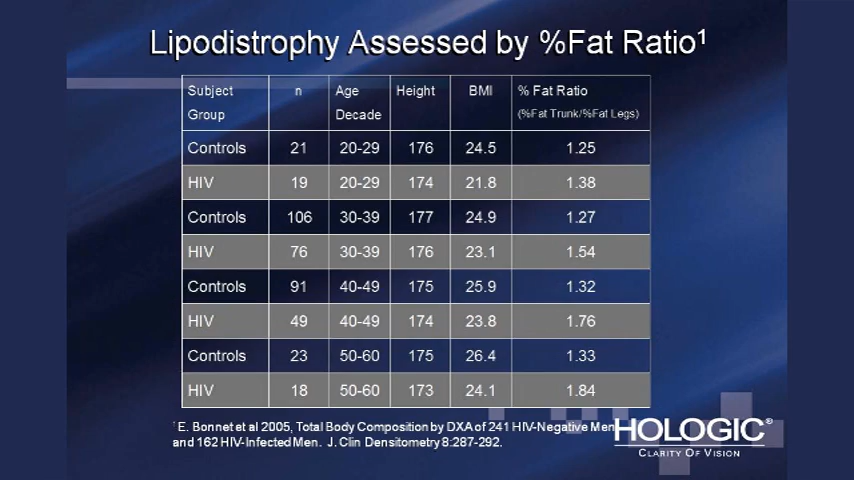 Lipodistrophy Assessed by %Fat Ratio¹
Subject Group n Age Decade Height BMI % Fat Ratio (%Fat Trunk/%Fat Legs)
Controls 21 20-29 176 24.5 1.25
HIV 19 20-29 174 21.8 1.38
Controls 106 30-39 177 24.9 1.27
HIV 76 30-39 176 23.1 1.54
Controls 91 40-49 175 25.9 1.32
HIV 49 40-49 174 23.8 1.76
Controls 23 50-60 175 26.4 1.33
HIV 18 50-60 173 24.1 1.84
¹ E. Bonnet et al 2005, Total Body Composition by DXA of 241 HIV-Negative Men
and 162 HIV-Infected Men. J. Clin Densitometry 8:287-292.
HOLOGIC®
CLARITY OF VISION